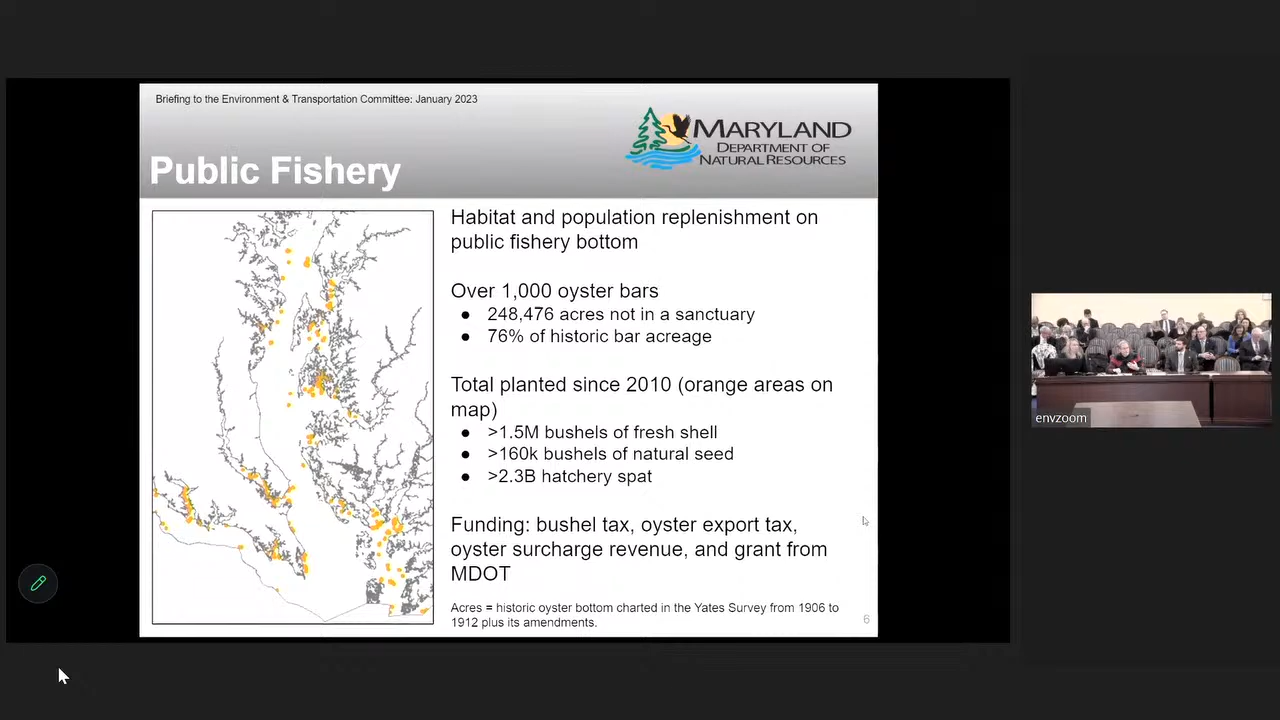 Briefing to the Environment & Transportation Committee: January 2023
MARYLAND
DEPARTMENT OF
NATURAL RESOURCES
Public Fishery
Habitat and population replenishment on
public fishery bottom
Over 1,000 oyster bars
● 248,476 acres not in a sanctuary
● 76% of historic bar acreage
Total planted since 2010 (orange areas on
map)
● >1.5M bushels of fresh shell
● >160k bushels of natural seed
● >2.3B hatchery spat
Funding: bushel tax, oyster export tax,
oyster surcharge revenue, and grant from
MDOT
Acres = historic oyster bottom charted in the Yates Survey from 1906 to
1912 plus its amendments.
6
envzoom